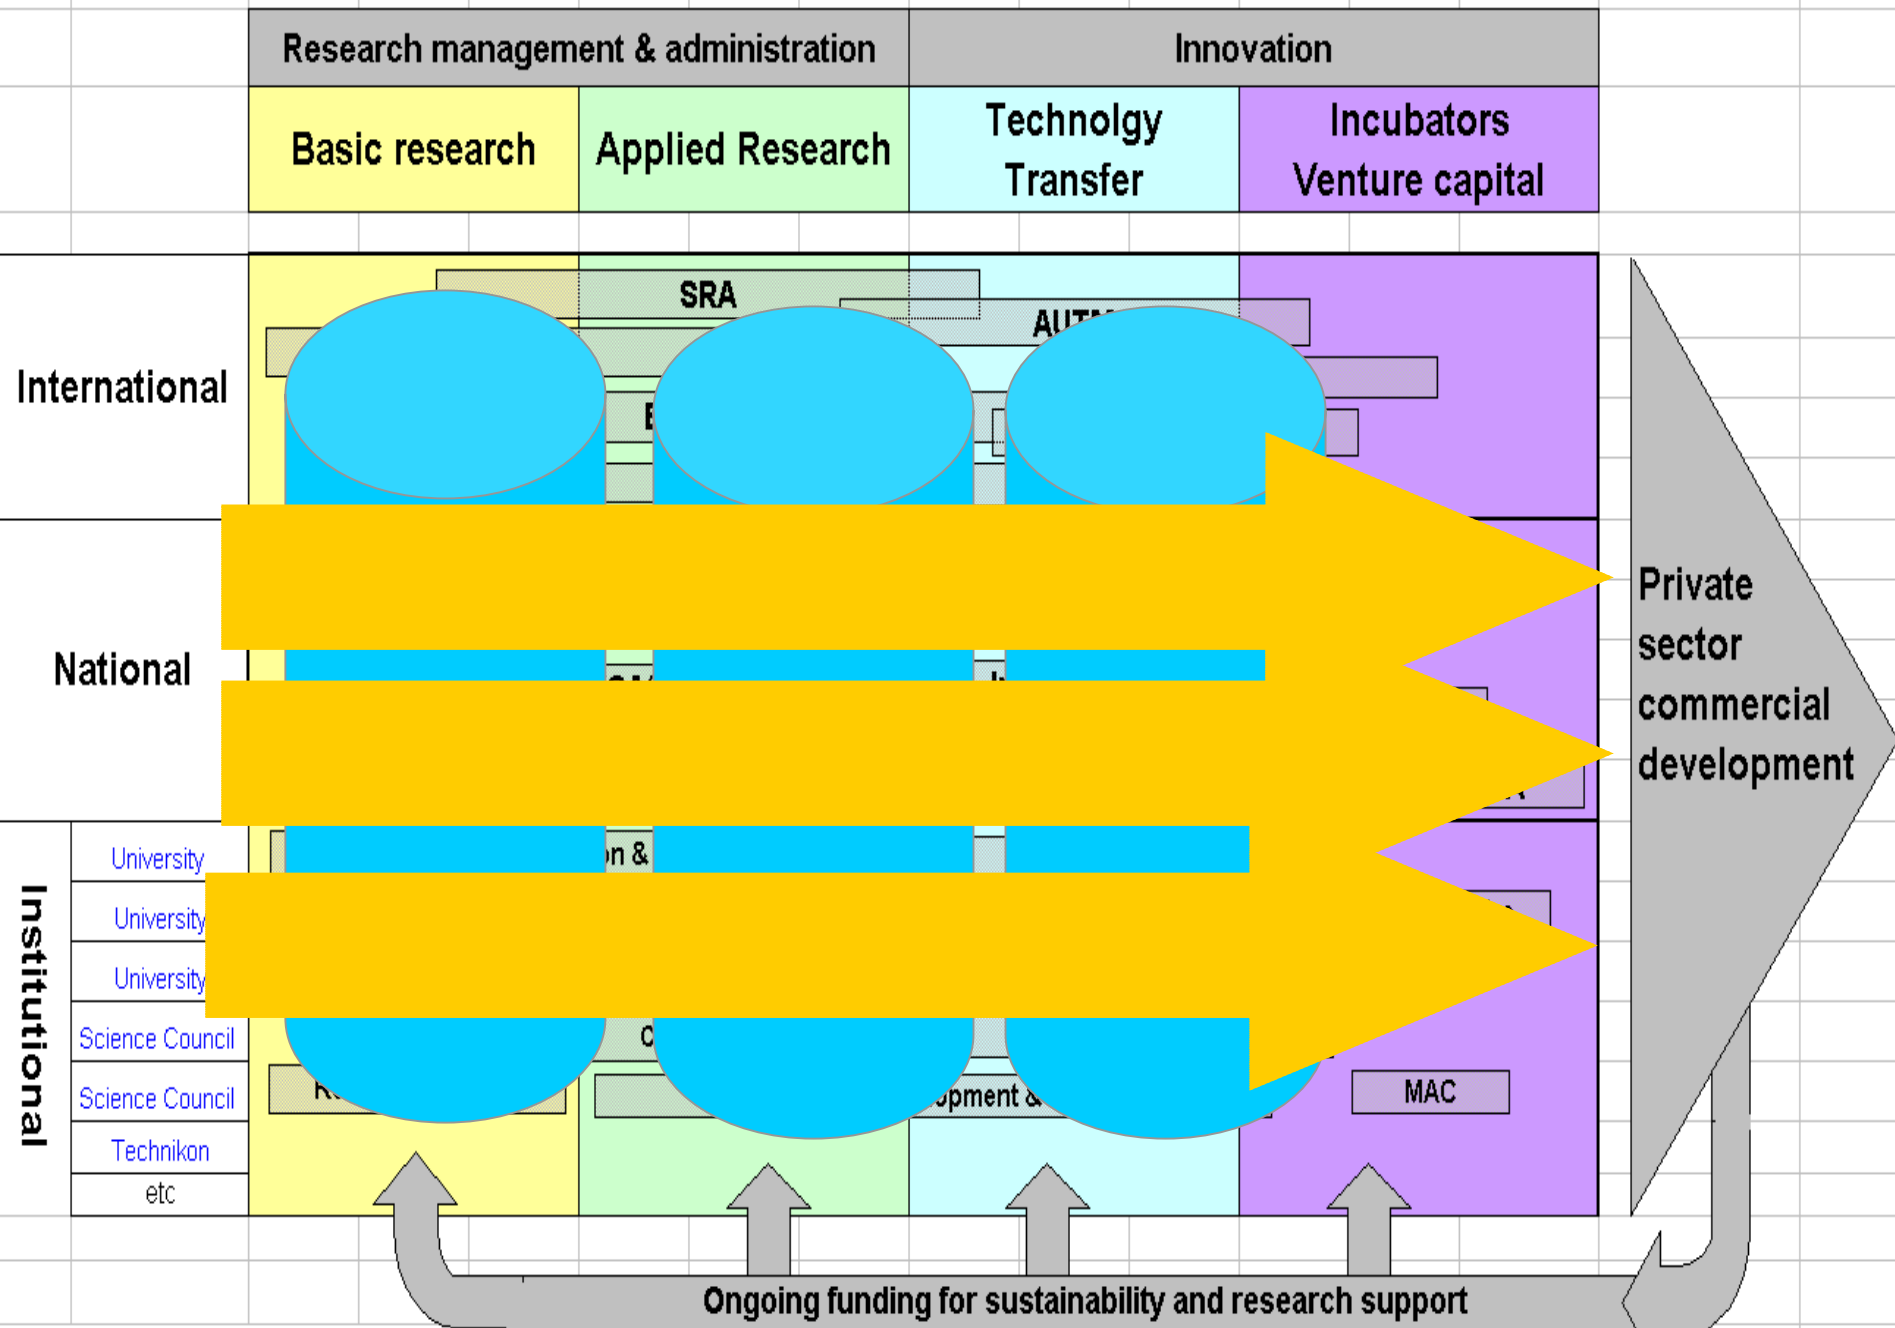 Research management & administration
Innovation
Basic research
Applied Research
Technolgy
Transfer
Incubators
Venture capital
SRA
International
National
Private
sector
commercial
development
Institutional
University
&
University
University
Science Council
Science Council
&
MAC
Technikon
etc
Ongoing funding for sustainability and research support